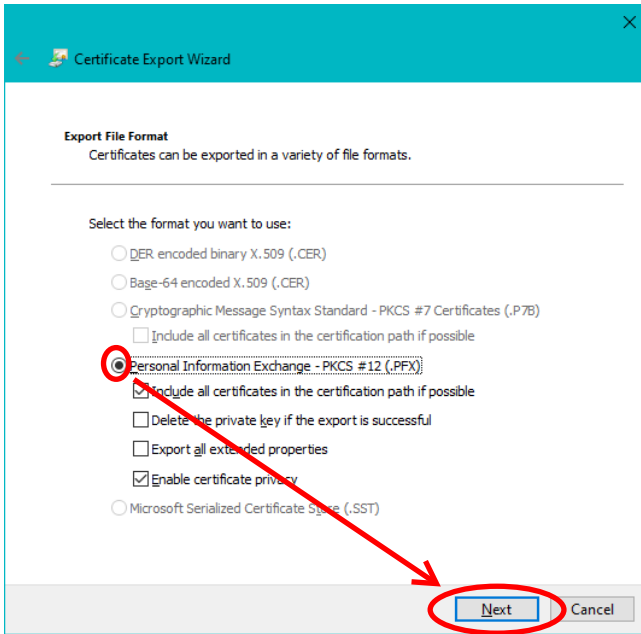 Certificate Export Wizard
Export File Format
Certificates can be exported in a variety of file formats.
Select the format you want to use:
DER encoded binary X.509 (.CER)
Base-64 encoded X.509 (.CER)
Cryptographic Message Syntax Standard - PKCS #7 Certificates (.P7B)
Include all certificates in the certification path if possible
Personal Information Exchange - PKCS #12 (.PFX)
Include all certificates in the certification path if possible
Delete the private key if the export is successful
Export all extended properties
Enable certificate privacy
Microsoft Serialized Certificate Store (.SST)
Next Cancel